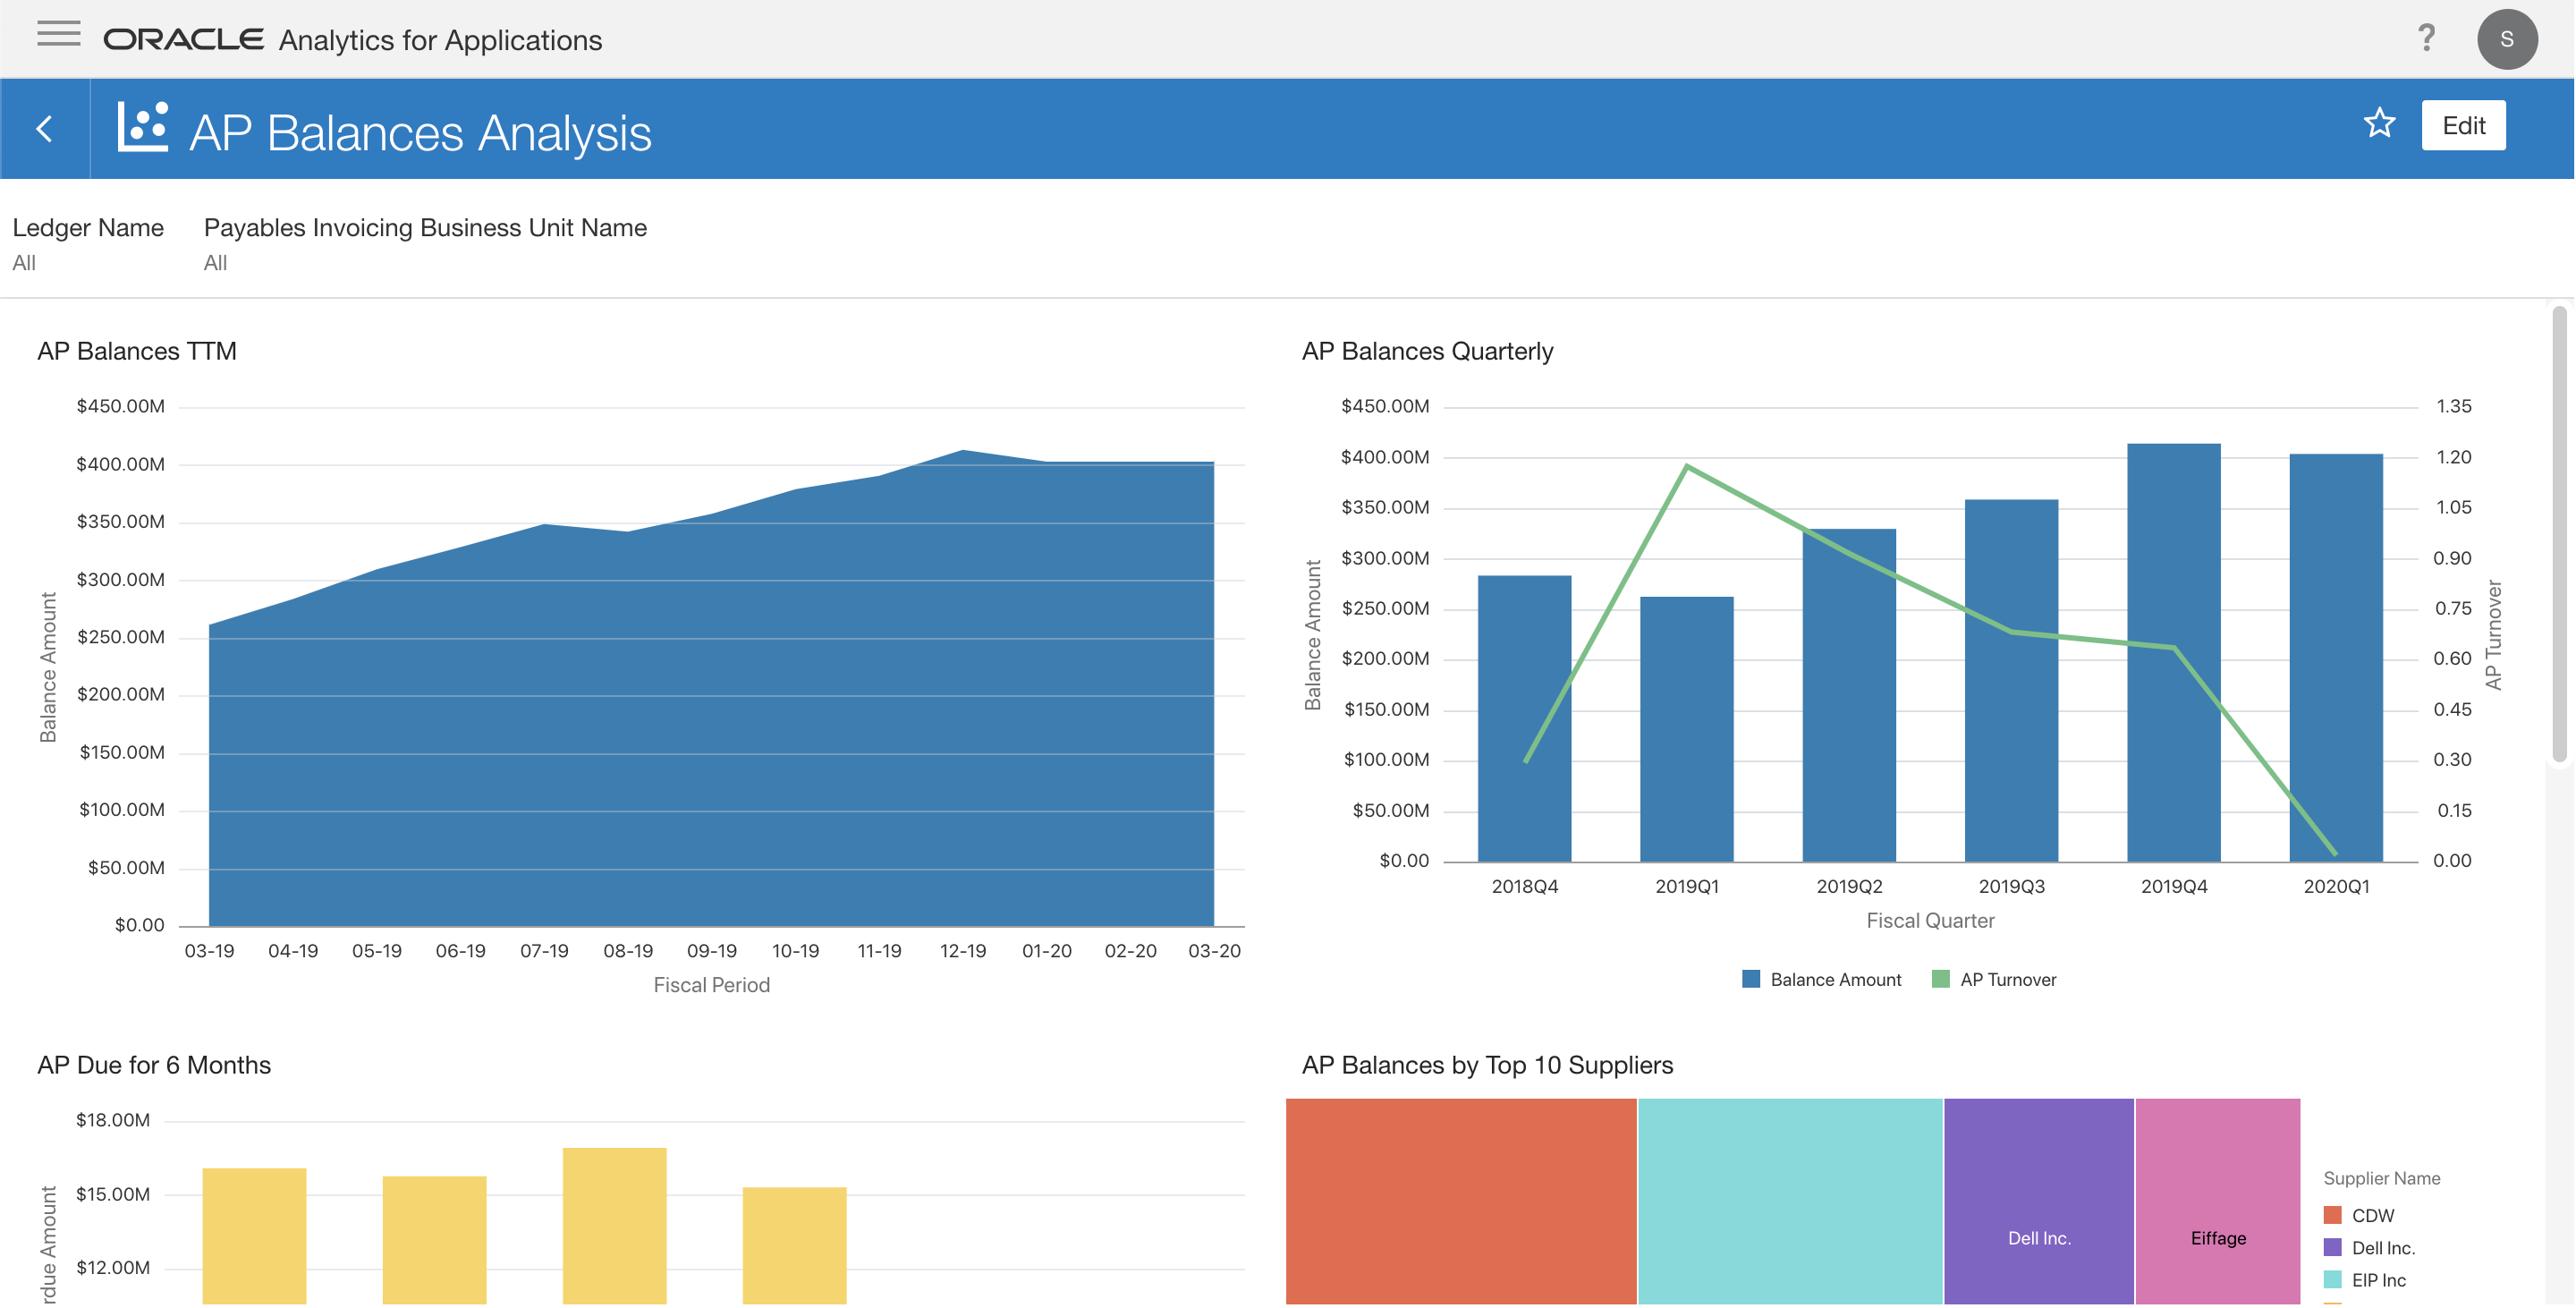 ORACLE Analytics for Applications
?
S
AP Balances Analysis
Edit
Ledger Name
All
Payables Invoicing Business Unit Name
All
AP Balances TTM
Balance Amount
$450.00M
$400.00M
$350.00M
$300.00M
$250.00M
$200.00M
$150.00M
$100.00M
$50.00M
$0.00
03-19 04-19 05-19 06-19 07-19 08-19 09-19 10-19 11-19 12-19 01-20 02-20 03-20
Fiscal Period
AP Balances Quarterly
Balance Amount
$450.00M
$400.00M
$350.00M
$300.00M
$250.00M
$200.00M
$150.00M
$100.00M
$50.00M
$0.00
1.35
1.20
1.05
0.90
0.75
0.60
0.45
0.30
0.15
0.00
AP Turnover
2018Q4 2019Q1 2019Q2 2019Q3 2019Q4 2020Q1
Fiscal Quarter
Balance Amount AP Turnover
AP Due for 6 Months
rdue Amount
$18.00M
$15.00M
$12.00M
AP Balances by Top 10 Suppliers
Dell Inc.
Eiffage
Supplier Name
CDW
Dell Inc.
EIP Inc